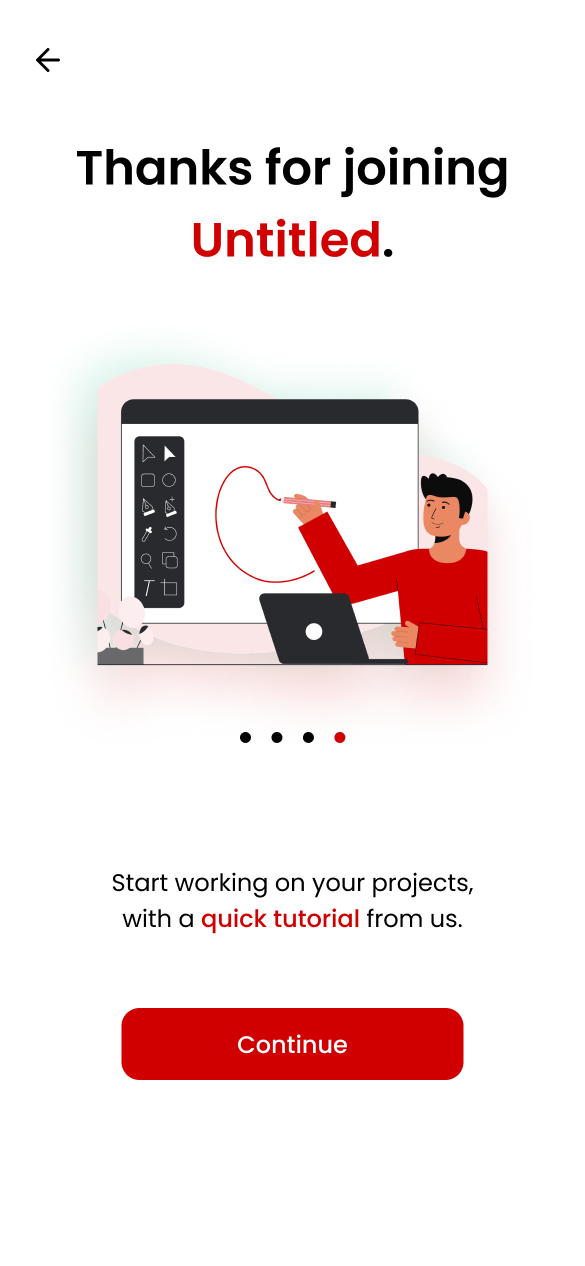 Thanks for joining
Untitled.
Start working on your projects,
with a quick tutorial from us.
Continue